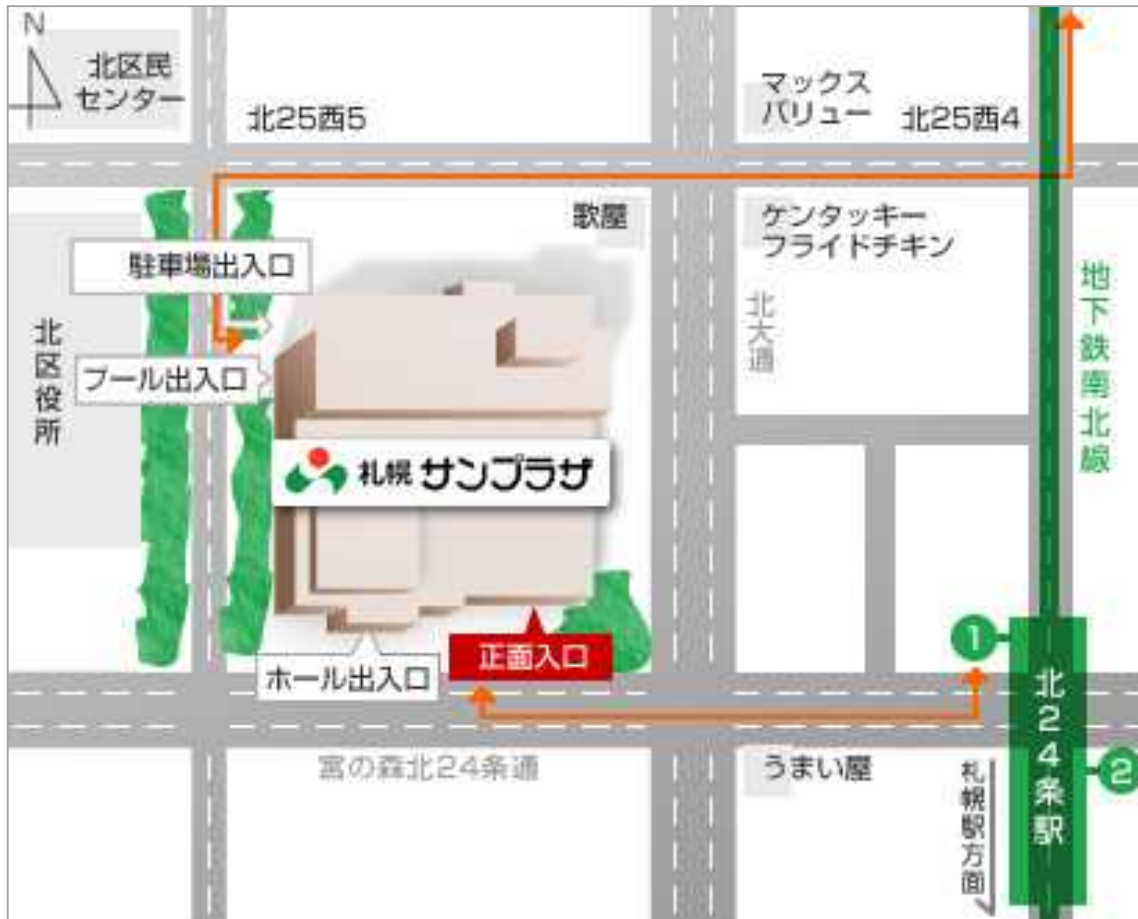 N
北区民
センター
北25西5
マックス
バリュー
北25西4
歌屋
ケンタッキー
フライドチキン
駐車場出入口
北区役所
プール出入口
北大通
地下鉄南北線
札幌 サンプラザ
1
正面入口
ホール出入口
北24条駅
宮の森北24条通
うまい屋
札幌駅方面
2